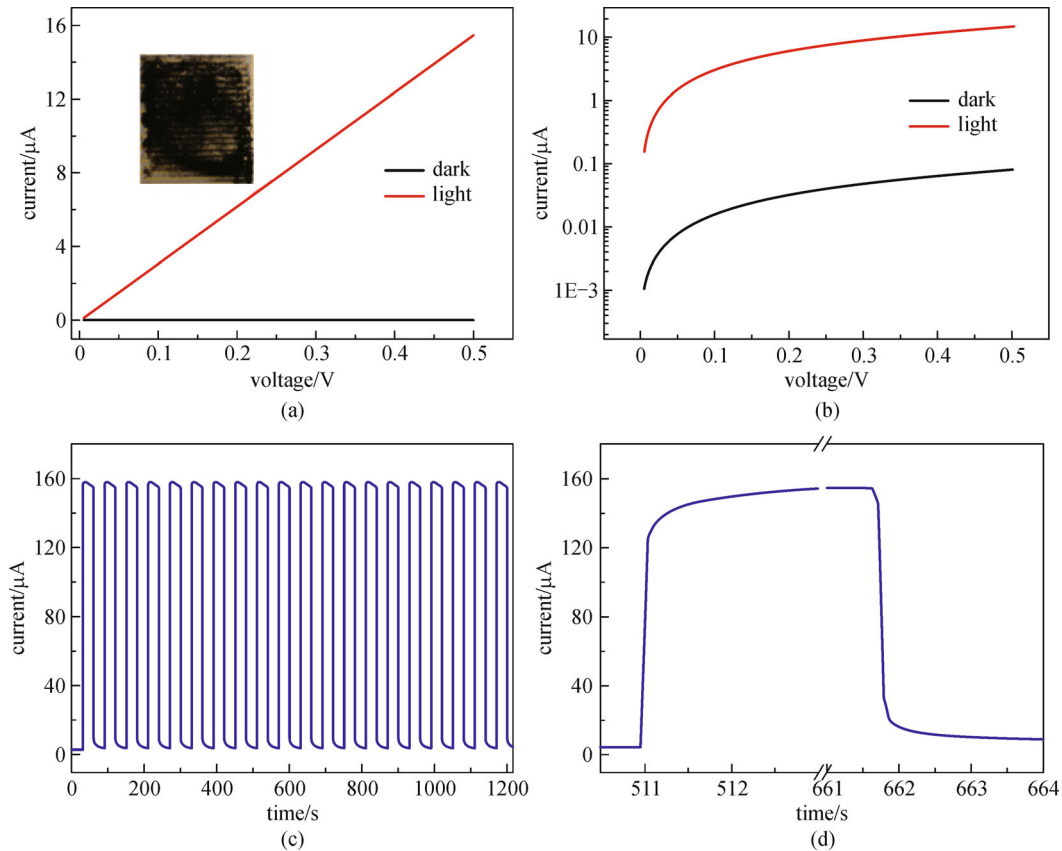 16
12
8
4
0
current/μA
dark
light
0
0.1
0.2
0.3
0.4
0.5
voltage/V
(a)
10
1
0.1
0.01
1E−3
current/μA
dark
light
0
0.1
0.2
0.3
0.4
0.5
voltage/V
(b)
160
120
80
40
0
current/μA
0
200
400
600
800
1000
1200
time/s
(c)
160
120
80
40
0
current/μA
511
512
661
662
663
664
time/s
(d)